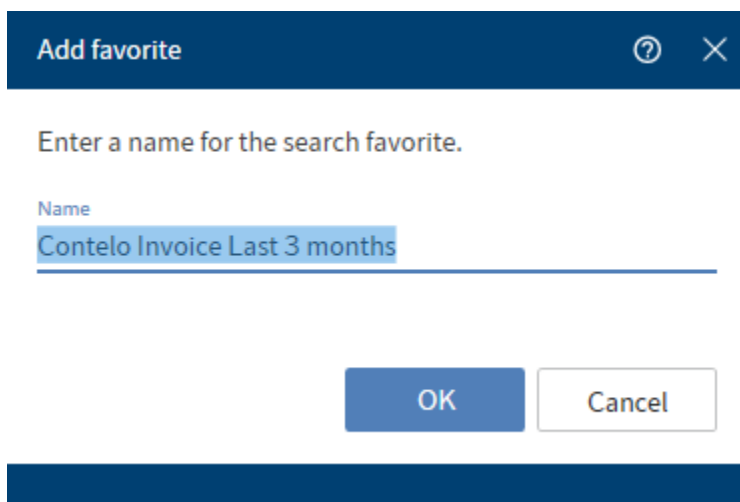 Add favorite
Enter a name for the search favorite.
Name
Contelo Invoice Last 3 months
OK
Cancel